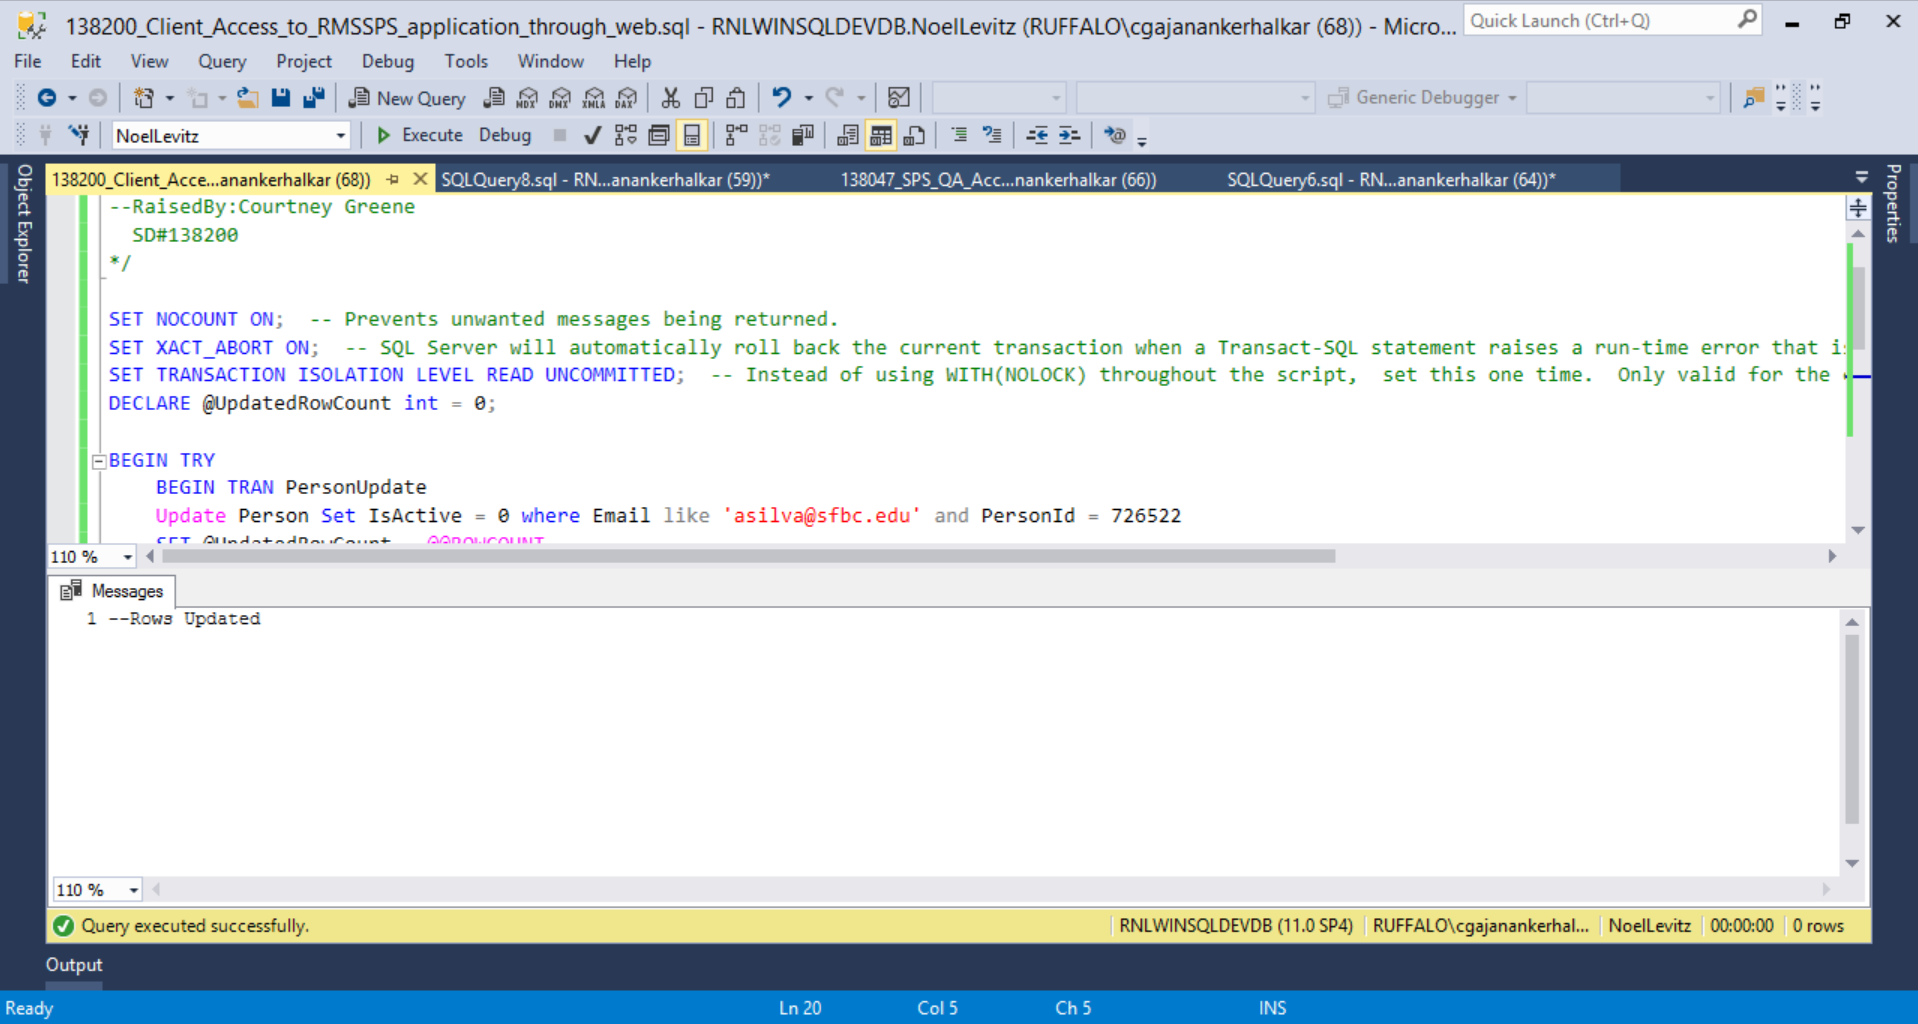 138200_Client_Access_to_RMSSPS_application_through_web.sql - RNLWINSQLDEVDB.NoelLevitz (RUFFALO\cgajanankerhalkar (68)) - Micro...
Quick Launch (Ctrl+Q)
File Edit View Query Project Debug Tools Window Help
New Query MDX DMX XMLA DAX Generic Debugger
NoelLevitz Execute Debug
Object Explorer
138200_Client_Acce...anankerhalkar (68)) SQLQuery8.sql - RN...anankerhalkar (59))* 138047_SPS_QA_Acc...nankerhalkar (66)) SQLQuery6.sql - RN...anankerhalkar (64))*
Properties
--RaisedBy:Courtney Greene
SD#138200
*/
SET NOCOUNT ON;  -- Prevents unwanted messages being returned.
SET XACT_ABORT ON;  -- SQL Server will automatically roll back the current transaction when a Transact-SQL statement raises a run-time error that i
SET TRANSACTION ISOLATION LEVEL READ UNCOMMITTED;  -- Instead of using WITH(NOLOCK) throughout the script,  set this one time.  Only valid for the
DECLARE @UpdatedRowCount int = 0;
BEGIN TRY
BEGIN TRAN PersonUpdate
Update Person Set IsActive = 0 where Email like 'asilva@sfbc.edu' and PersonId = 726522
SET @UpdatedRowCount = @@ROWCOUNT
110 %
Messages
1 --Rows Updated
110 %
Query executed successfully. RNLWINSQLDEVDB (11.0 SP4) RUFFALO\cgajanankerhal... NoelLevitz 00:00:00 0 rows
Output
Ready Ln 20 Col 5 Ch 5 INS